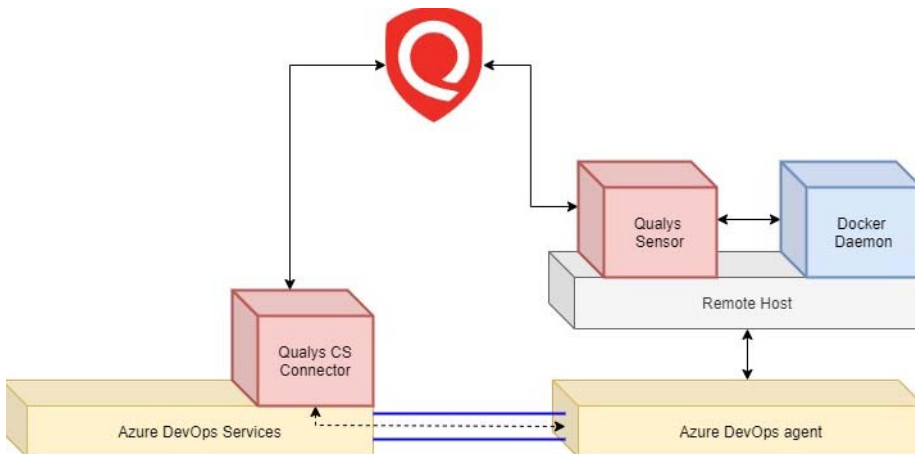 Qualys
Sensor
Docker
Daemon
Remote Host
Qualys CS
Connector
Azure DevOps Services
Azure DevOps agent